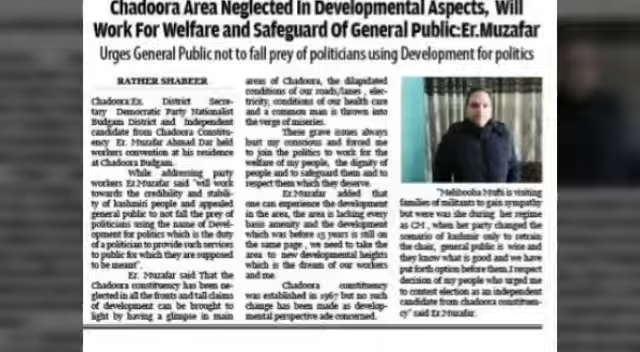 Chadoora Area Neglected In Developmental Aspects, Will
Work For Welfare and Safeguard Of General Public:Er.Muzafar
Urges General Public not to fall prey of politicians using Development for politics
RATHER SHABEER
Chadoora:Ex. District Secre-
tary Democratic Party Nationalist
Budgam District and Independent
candidate from Chadoora Constitu-
ency Er. Muzafar Ahmad Dar held
workers convention at his residence
at Chadoora Budgam.
While addressing party
workers Er.Muzafar said "will work
towards the credibility and stabili-
ty of kashmiri people and appealed
general public to not fall the prey of
politicians using the name of Devel-
opment for politics which is the duty
of a politician to provide such services
to public for which they are supposed
to be meant".
Er. Muzafar said That the
Chadoora constituency has been ne-
glected in all the fronts and tall claims
of development can be brought to
light by having a glimpse in main
areas of Chadoora, the dilapidated
conditions of our roads/lanes , elec-
tricity, conditions of our health care
and a common man is thrown into
the verge of miseries.
These grave issues always
hurt my conscious and forced me
to join the politics to work for the
welfare of my people, the dignity of
people and to safeguard them and to
respect them which they deserve.
Er.Muzafar added that
one can experience the development
in the area, the area is lacking every
basis amenity and the development
which was before 15 years is still on
the same page , we need to take the
area to new developmental heights
which is the dream of our workers
and me.
Chadoora constituency
was established in 1967 but no such
change has been made as develop-
mental perspective ade concerned.
"Mehbooba Mufti is visiting
families of militants to gain sympathy
but were was she during her regime
as CM , when her party changed the
scenario of kashmir only to retain
the chair, general public is wise and
they know what is good and we have
put forth option before them.I respect
decision of my people who urged me
to contest election as an independent
candidate from chadoora constituen-
cy" said Er.Muzafar.